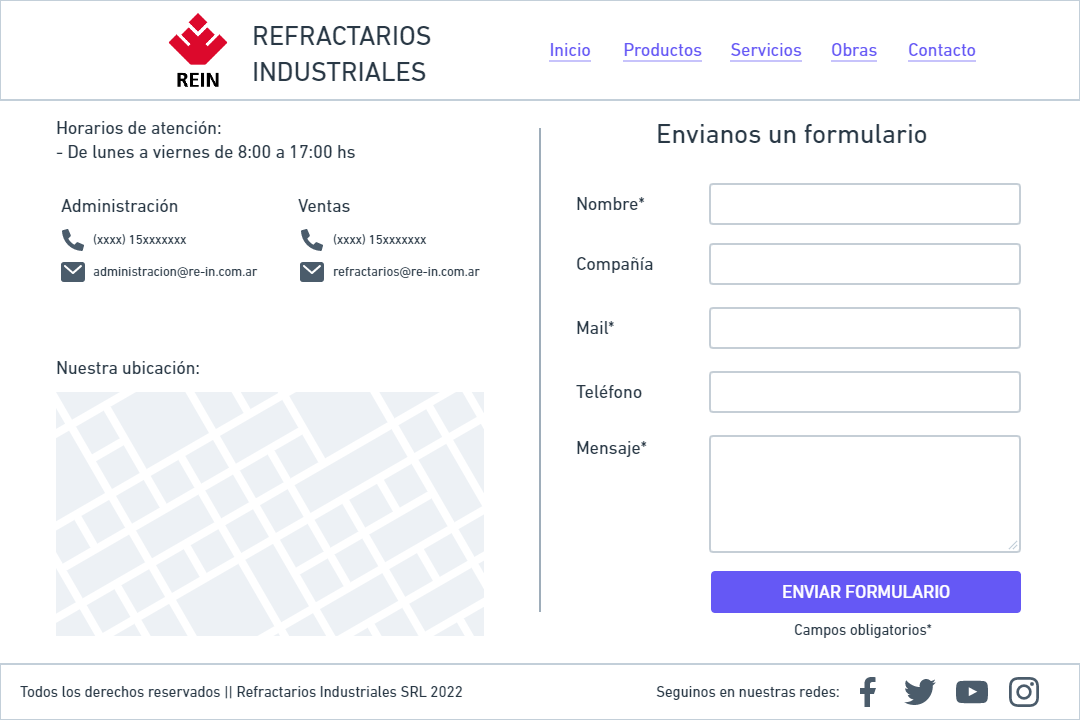 REIN
REFRACTARIOS
INDUSTRIALES
Inicio Productos Servicios Obras Contacto
Horarios de atención:
- De lunes a viernes de 8:00 a 17:00 hs
Administración
(xxxx) 15xxxxxxx
administracion@re-in.com.ar
Ventas
(xxxx) 15xxxxxxx
refractarios@re-in.com.ar
Nuestra ubicación:
Envianos un formulario
Nombre*
Compañía
Mail*
Teléfono
Mensaje*
ENVIAR FORMULARIO
Campos obligatorios*
Todos los derechos reservados || Refractarios Industriales SRL 2022
Seguinos en nuestras redes: